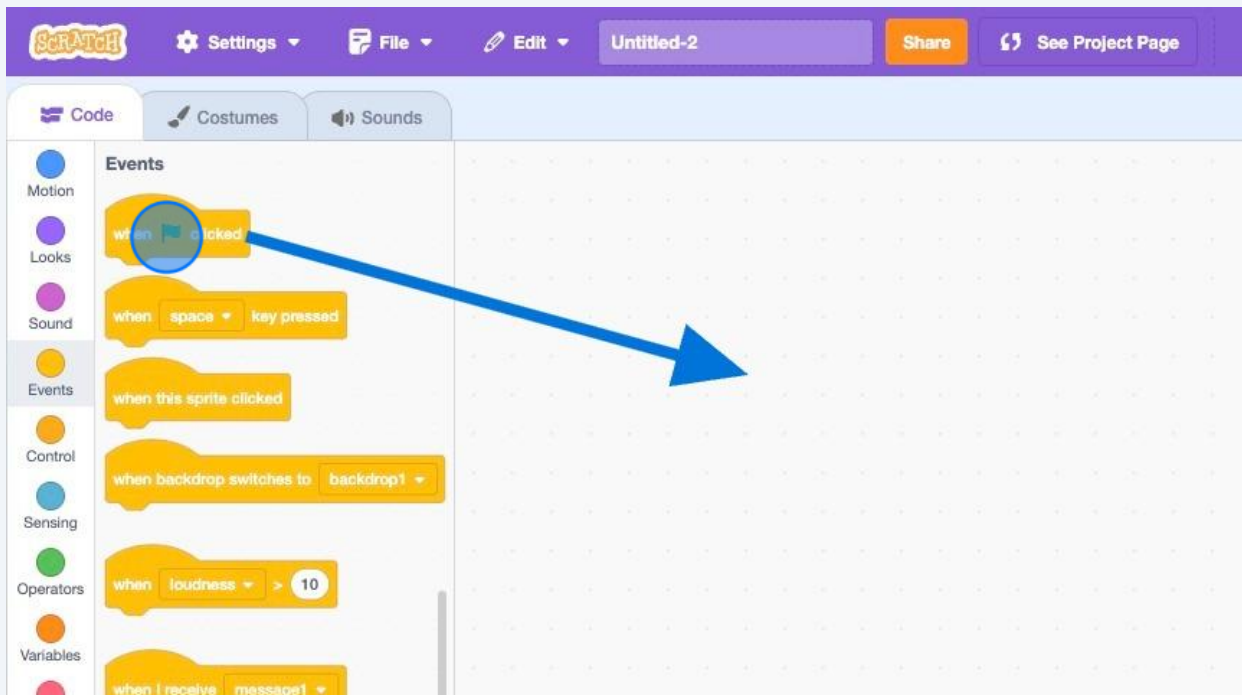 SCRATCH
Settings
File
Edit
Untitled-2
Share
See Project Page
Code
Costumes
Sounds
Motion
Looks
Sound
Events
Control
Sensing
Operators
Variables
Events
when clicked
when space key pressed
when this sprite clicked
when backdrop switches to backdrop1
when loudness > 10
when I receive message1